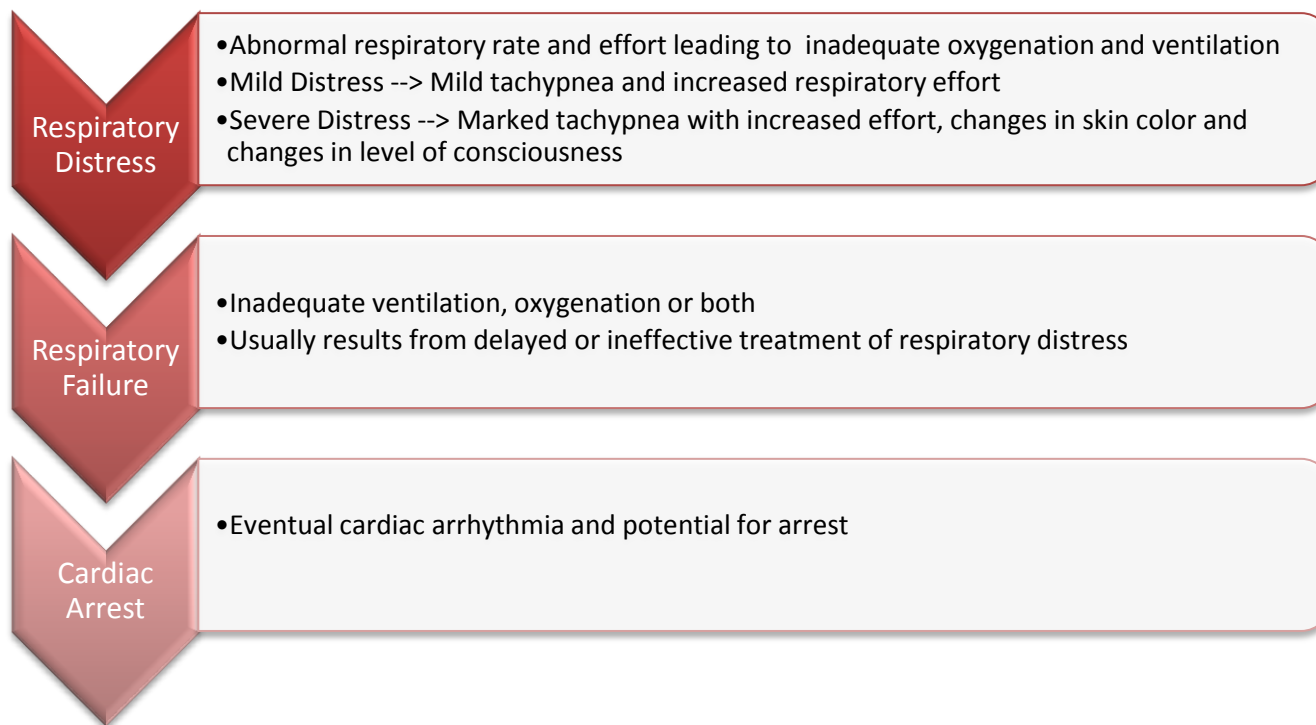 Respiratory
Distress
•Abnormal respiratory rate and effort leading to  inadequate oxygenation and ventilation
•Mild Distress --> Mild tachypnea and increased respiratory effort
•Severe Distress --> Marked tachypnea with increased effort, changes in skin color and
changes in level of consciousness
Respiratory
Failure
•Inadequate ventilation, oxygenation or both
•Usually results from delayed or ineffective treatment of respiratory distress
Cardiac
Arrest
•Eventual cardiac arrhythmia and potential for arrest